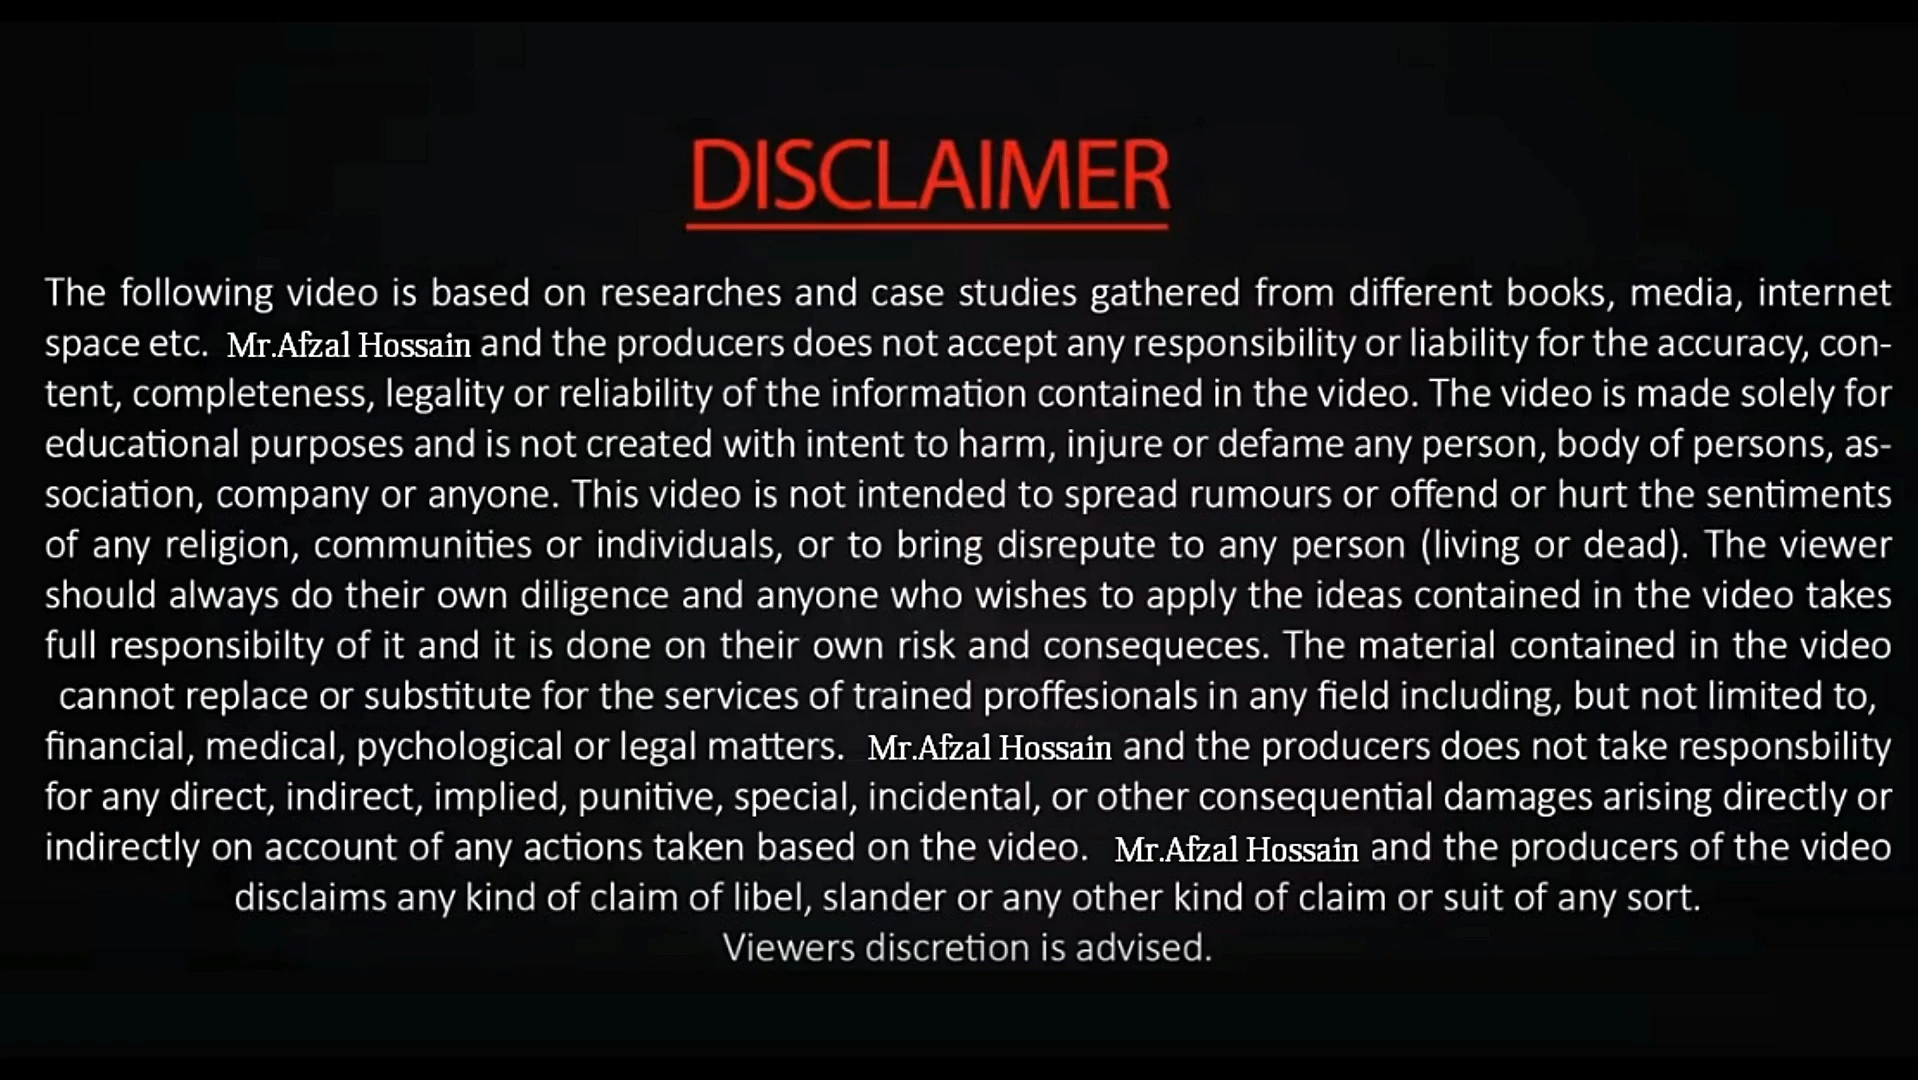 DISCLAIMER
The following video is based on researches and case studies gathered from different books, media, internet
space etc. Mr.Afzal Hossain and the producers does not accept any responsibility or liability for the accuracy, con-
tent, completeness, legality or reliability of the information contained in the video. The video is made solely for
educational purposes and is not created with intent to harm, injure or defame any person, body of persons, as-
sociation, company or anyone. This video is not intended to spread rumours or offend or hurt the sentiments
of any religion, communities or individuals, or to bring disrepute to any person (living or dead). The viewer
should always do their own diligence and anyone who wishes to apply the ideas contained in the video takes
full responsibilty of it and it is done on their own risk and consequeces. The material contained in the video
cannot replace or substitute for the services of trained proffesionals in any field including, but not limited to,
financial, medical, pychological or legal matters. Mr.Afzal Hossain and the producers does not take responsbility
for any direct, indirect, implied, punitive, special, incidental, or other consequential damages arising directly or
indirectly on account of any actions taken based on the video. Mr.Afzal Hossain and the producers of the video
disclaims any kind of claim of libel, slander or any other kind of claim or suit of any sort.
Viewers discretion is advised.